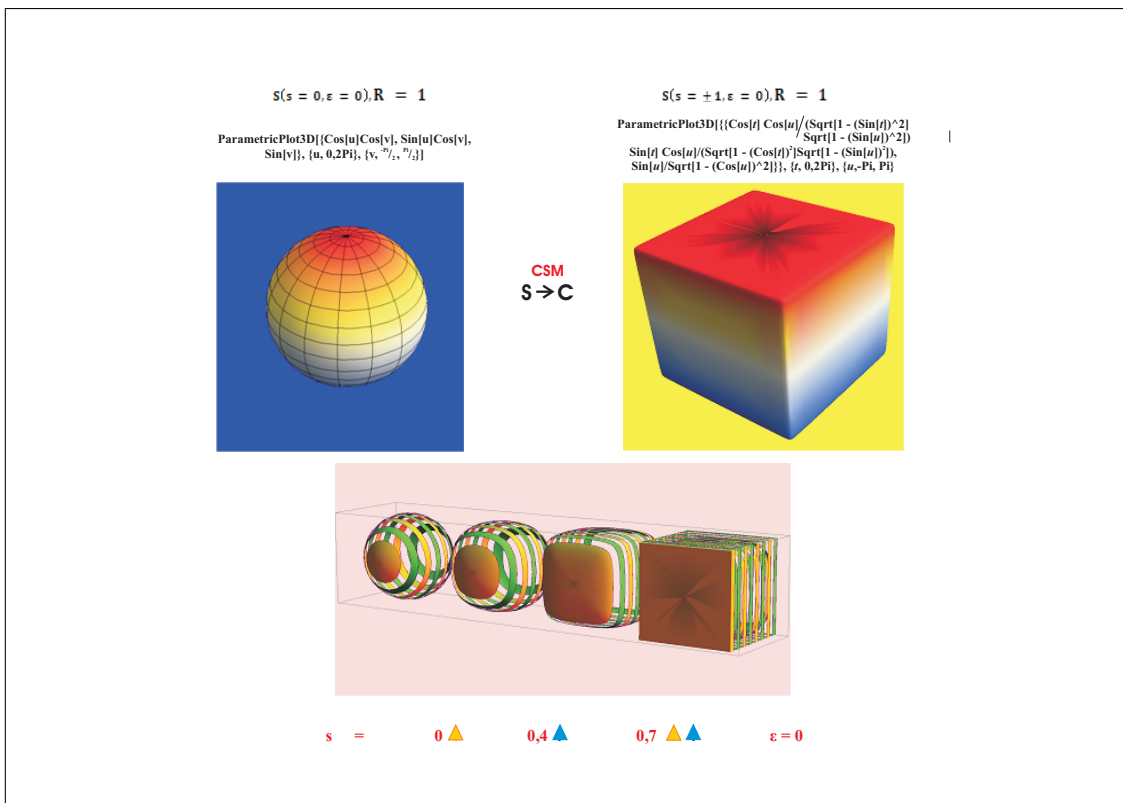 S(s = 0, ε = 0), R = 1
ParametricPlot3D[{Cos[u]Cos[v], Sin[u]Cos[v],
Sin[v]}, {u, 0,2Pi}, {v, -Pi/2, Pi/2}]
S(s = ±1, ε = 0), R = 1
ParametricPlot3D[{{Cos[t] Cos[u]/(Sqrt[1 - (Sin[t])^2]
Sqrt[1 - (Sin[u])^2])
Sin[t] Cos[u]/(Sqrt[1 - (Cos[t])²]Sqrt[1 - (Sin[u])²]),
Sin[u]/Sqrt[1 - (Cos[u])^2]}}, {t, 0,2Pi}, {u,-Pi, Pi}
CSM
S → C
s = 0 0,4 0,7 ε = 0